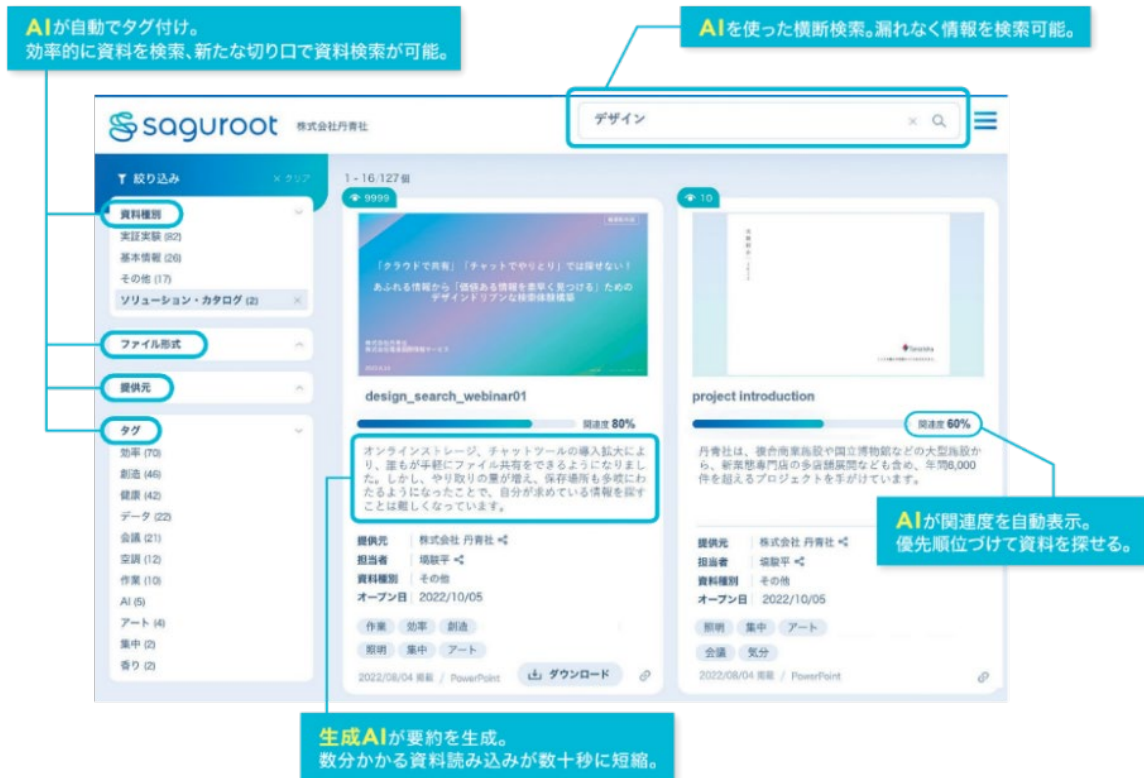 AIが自動でタグ付け。
効率的に資料を検索、新たな切り口で資料検索が可能。
AIを使った横断検索。漏れなく情報を検索可能。
saguroot 株式会社丹青社
デザイン
絞り込み × クリア
資料種別
実証実験 (82)
基本情報 (26)
その他 (17)
ソリューション・カタログ (2) ×
ファイル形式
提供元
タグ
効率 (70)
創造 (46)
健康 (42)
データ (22)
会議 (21)
空調 (12)
作業 (10)
AI (5)
アート (4)
集中 (2)
香り (2)
1 - 16/127個
9999
「クラウドで共有」「チャットでやりとり」では探せない！
あふれる情報から「価値ある情報を素早く見つける」ための
デザインドリブンな検索体験構築
株式会社丹青社
design_search_webinar01
関連度 80%
オンラインストレージ、チャットツールの導入拡大によ
り、誰もが手軽にファイル共有をできるようになりまし
た。しかし、やり取りの量が増え、保存場所も多岐にわ
たるようになったことで、自分が求めている情報を探す
ことは難しくなっています。
提供元 株式会社 丹青社
担当者
資料種別 その他
オープン日 2022/10/05
作業 効率 創造
照明 集中 アート
2022/08/04 掲載 / PowerPoint
ダウンロード
10
project introduction
関連度 60%
丹青社は、複合商業施設や国立博物館などの大型施設か
ら、新業態専門店の多店舗展開なども含め、年間6,000
件を超えるプロジェクトを手がけています。
提供元 株式会社 丹青社
担当者
資料種別 その他
オープン日 2022/10/05
照明 集中 アート
会議 気分
2022/08/04 掲載 / PowerPoint
AIが関連度を自動表示。
優先順位づけて資料を探せる。
生成AIが要約を生成。
数分かかる資料読み込みが数十秒に短縮。